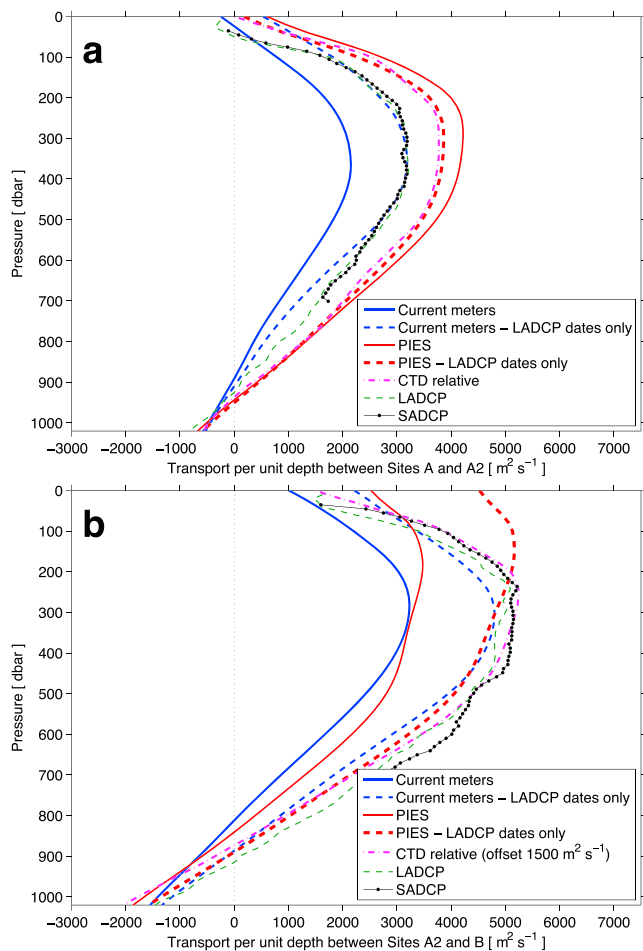 a
0
100
200
300
400
500
600
700
800
900
1000
Pressure [ dbar ]
Current meters
Current meters – LADCP dates only
PIES
PIES – LADCP dates only
CTD relative
LADCP
SADCP
−3000 −2000 −1000 0 1000 2000 3000 4000 5000 6000 7000
Transport per unit depth between Sites A and A2 [ m² s⁻¹ ]
b
0
100
200
300
400
500
600
700
800
900
1000
Pressure [ dbar ]
Current meters
Current meters – LADCP dates only
PIES
PIES – LADCP dates only
CTD relative (offset 1500 m² s⁻¹)
LADCP
SADCP
−3000 −2000 −1000 0 1000 2000 3000 4000 5000 6000 7000
Transport per unit depth between Sites A2 and B [ m² s⁻¹ ]